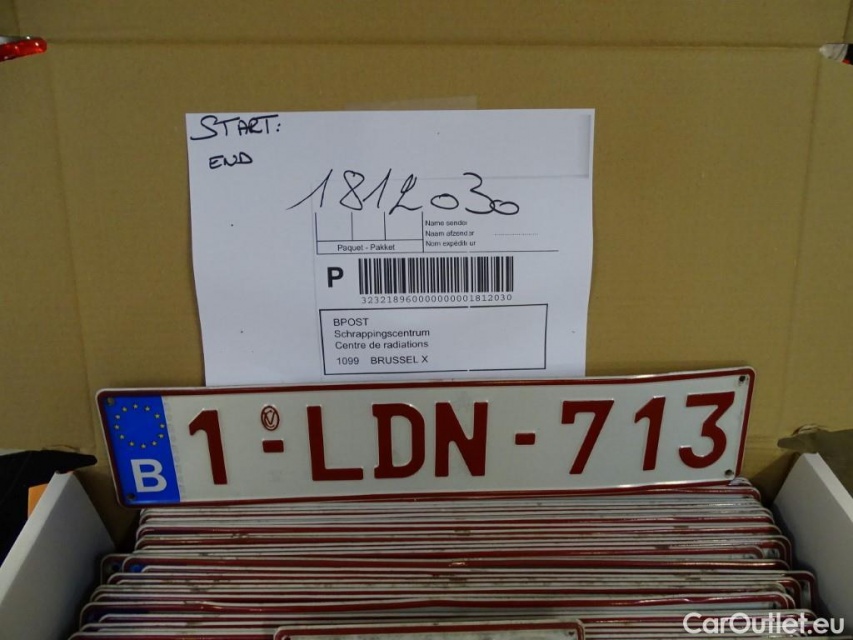 START:
END
1812030
Name sender
Naam afzender
Nom expéditeur
Paquet - Pakket
P
3232189600000000001812030
BPOST
Schrappingscentrum
Centre de radiations
1099 BRUSSEL X
B 1-LDN-713
CarOutlet.eu